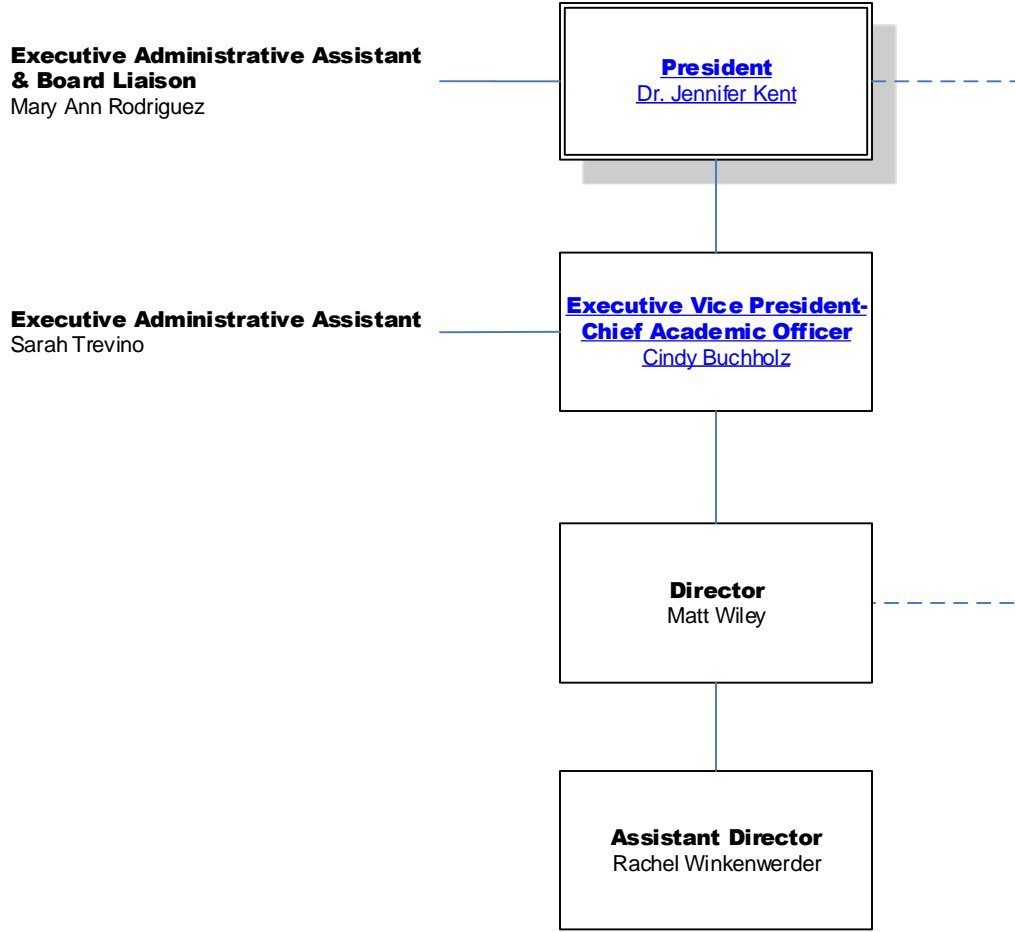 Executive Administrative Assistant
& Board Liaison
Mary Ann Rodriguez
President
Dr. Jennifer Kent
Executive Administrative Assistant
Sarah Trevino
Executive Vice President-
Chief Academic Officer
Cindy Buchholz
Director
Matt Wiley
Assistant Director
Rachel Winkenwerder